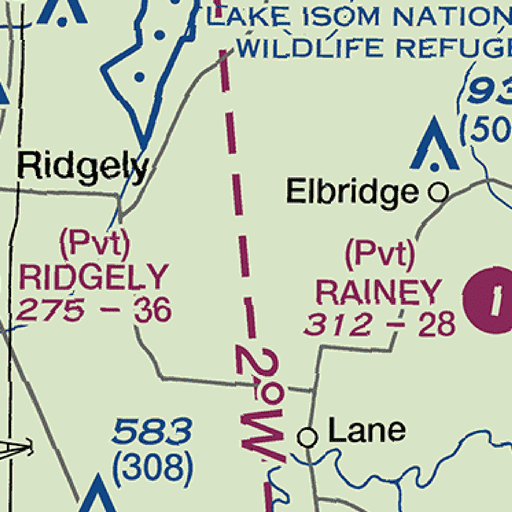 LAKE ISOM NATION
WILDLIFE REFUGE
93
(50
Ridgely
Elbridge
(Pvt)
RIDGELY
275 - 36
(Pvt)
RAINEY
312 - 28
2°W
583
(308)
Lane